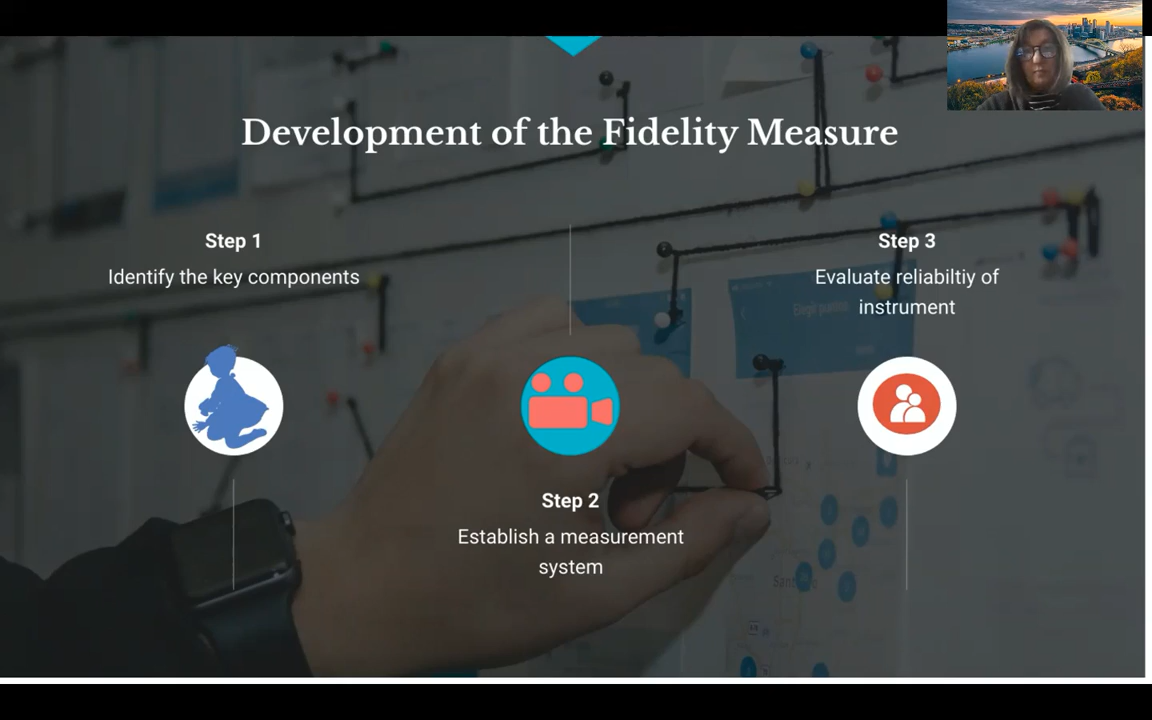 Development of the Fidelity Measure
Step 1
Identify the key components
Step 2
Establish a measurement
system
Step 3
Evaluate reliabiltiy of
instrument